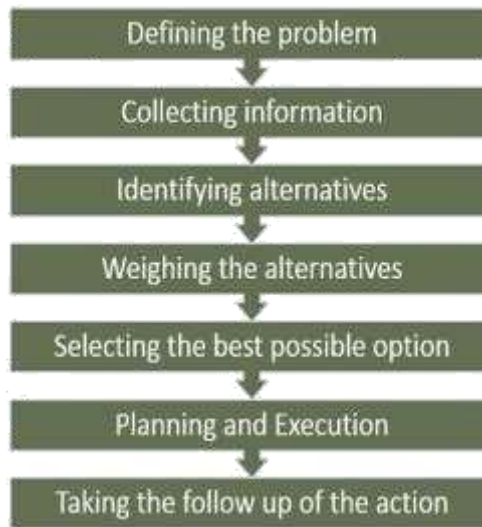 Defining the problem
Collecting information
Identifying alternatives
Weighing the alternatives
Selecting the best possible option
Planning and Execution
Taking the follow up of the action